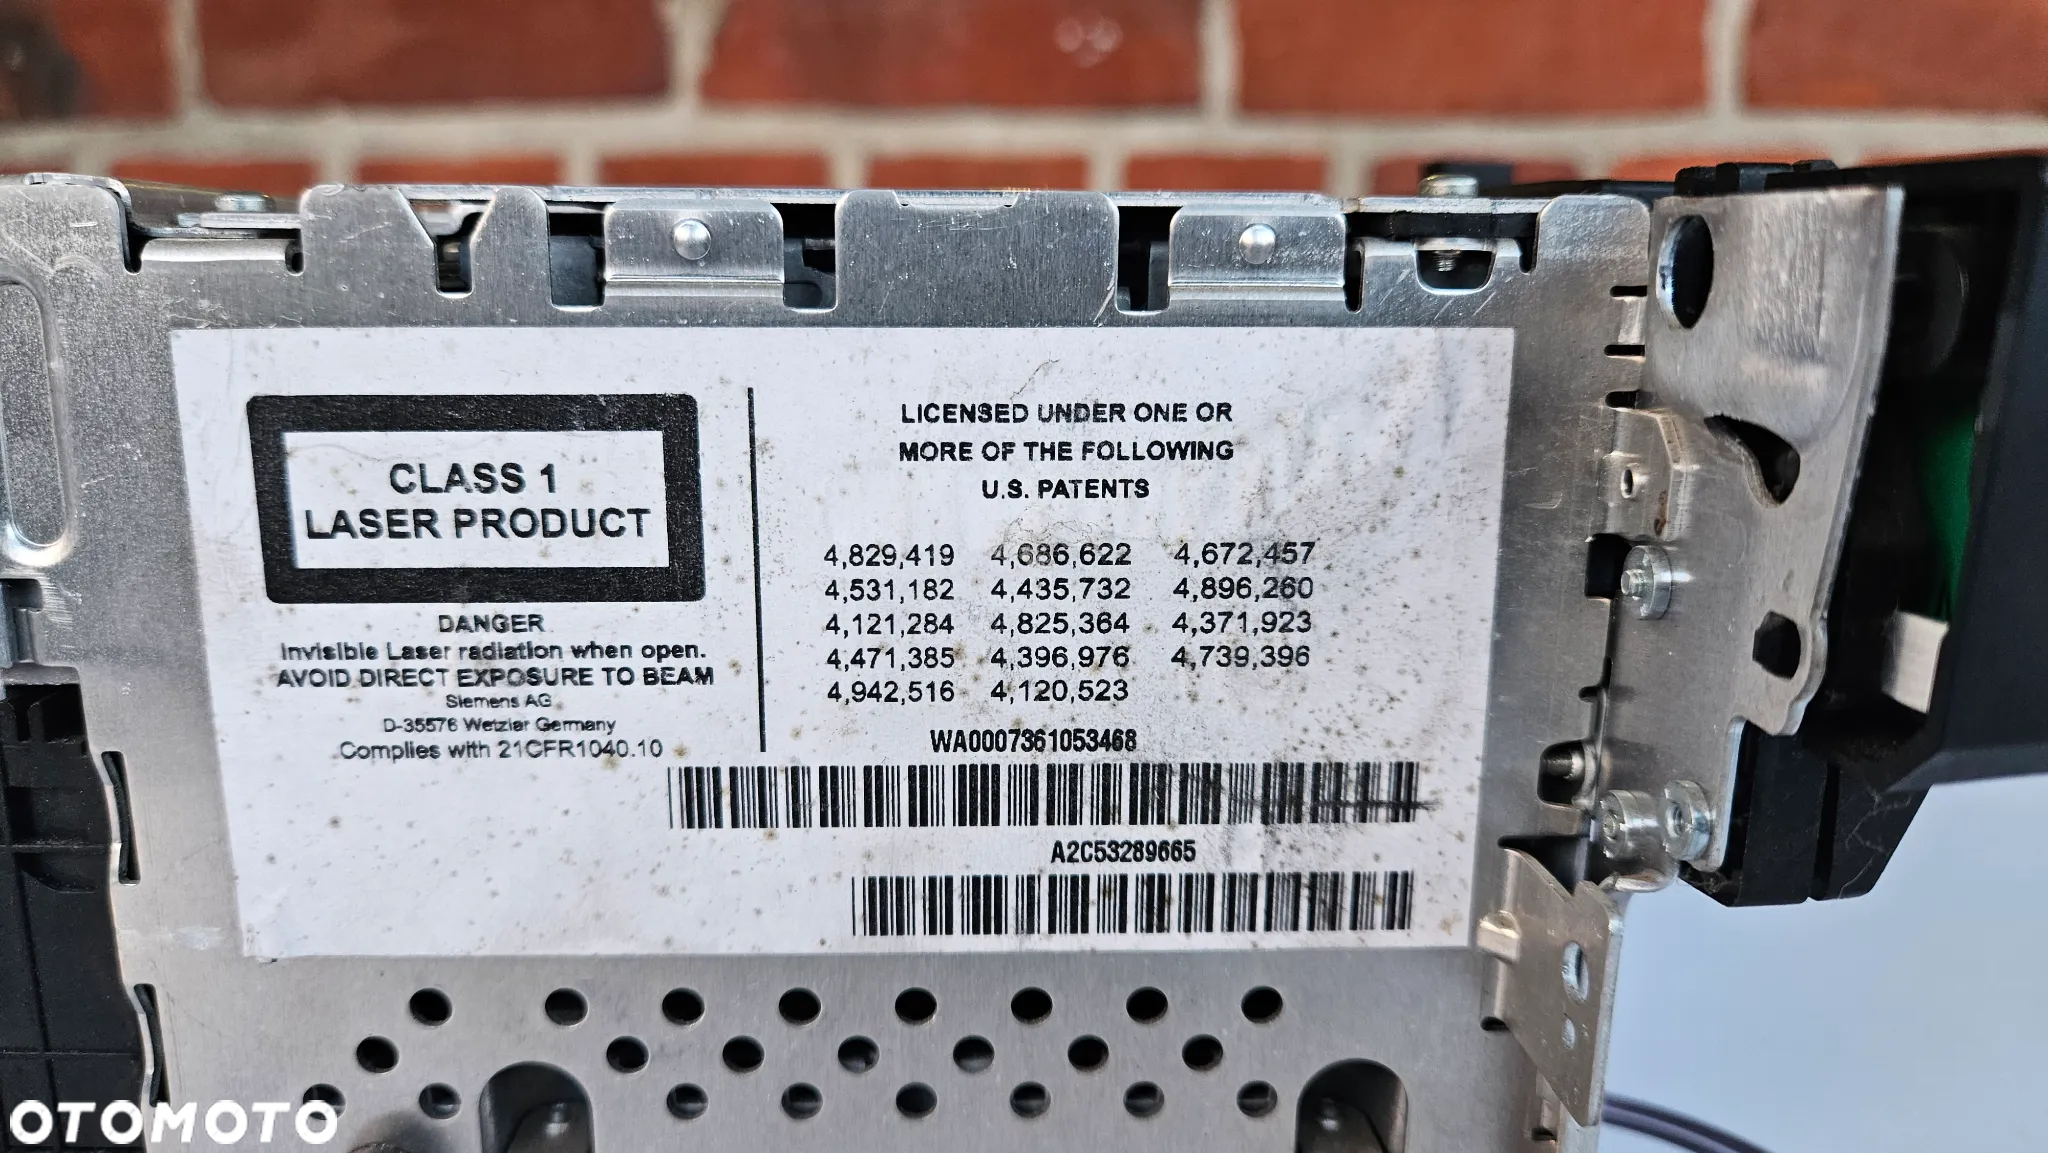 CLASS 1
LASER PRODUCT
DANGER
Invisible Laser radiation when open.
AVOID DIRECT EXPOSURE TO BEAM
Siemens AG
D-35576 Wetzlar Germany
Complies with 21CFR1040.10
LICENSED UNDER ONE OR
MORE OF THE FOLLOWING
U.S. PATENTS
4,829,419 4,686,622 4,672,457
4,531,182 4,435,732 4,896,260
4,121,284 4,825,364 4,371,923
4,471,385 4,396,976 4,739,396
4,942,516 4,120,523
WA0007361053468
A2C53289665
OTOMOTO